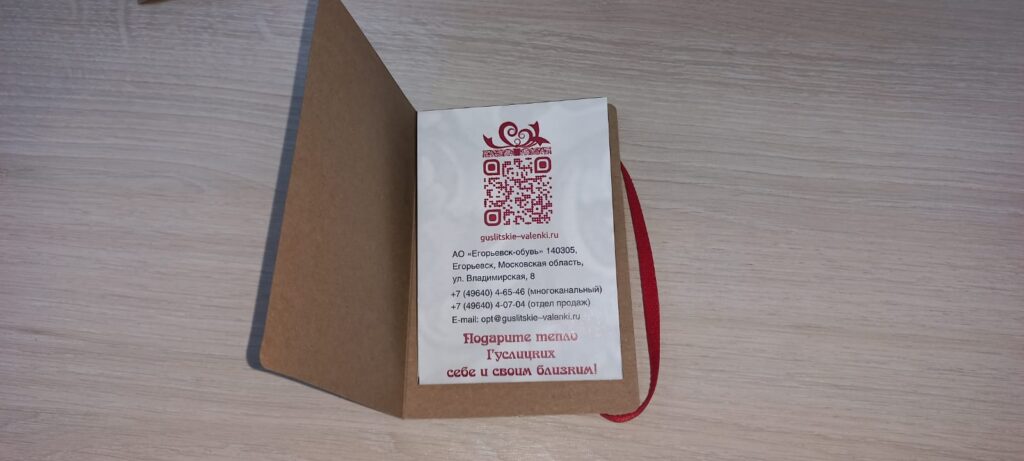 guslitskie-valenki.ru
АО «Егорьевск-обувь» 140305,
Егорьевск, Московская область,
ул. Владимирская, 8
+7 (49640) 4-65-46 (многоканальный)
+7 (49640) 4-07-04 (отдел продаж)
E-mail: opt@guslitskie-valenki.ru
Подарите тепло
Гуслицких
себе и своим близким!